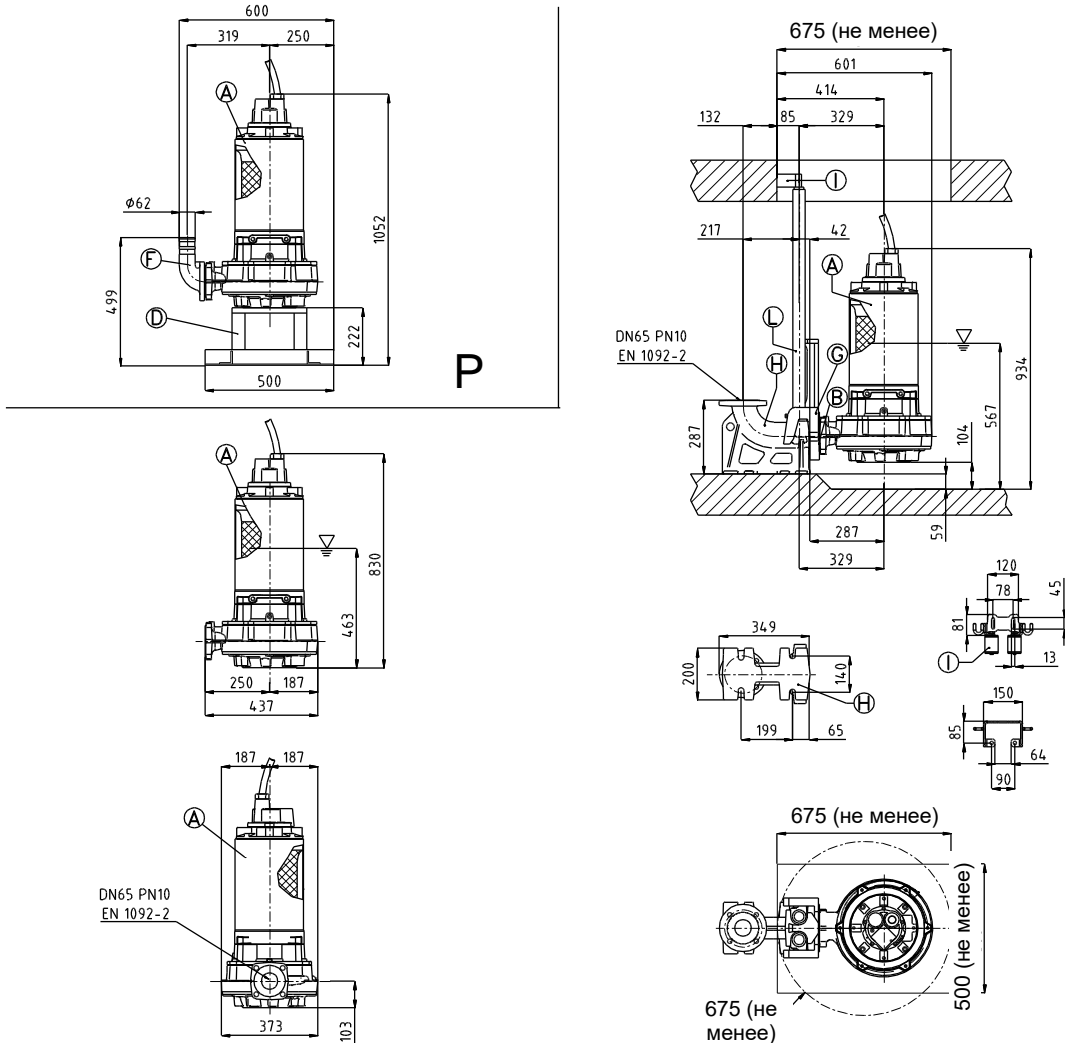 600
319
250
A
Ø62
1052
F
499
D
222
500
P
A
830
463
250
187
437
187
187
A
DN65 PN10
EN 1092-2
373
103
675 (не менее)
601
414
132
85
329
I
217
42
A
L
DN65 PN10
EN 1092-2
H
G
B
934
567
287
104
59
287
329
120
78
45
81
I
13
349
200
140
H
199
65
150
85
64
90
675 (не менее)
500 (не менее)
675 (не
менее)